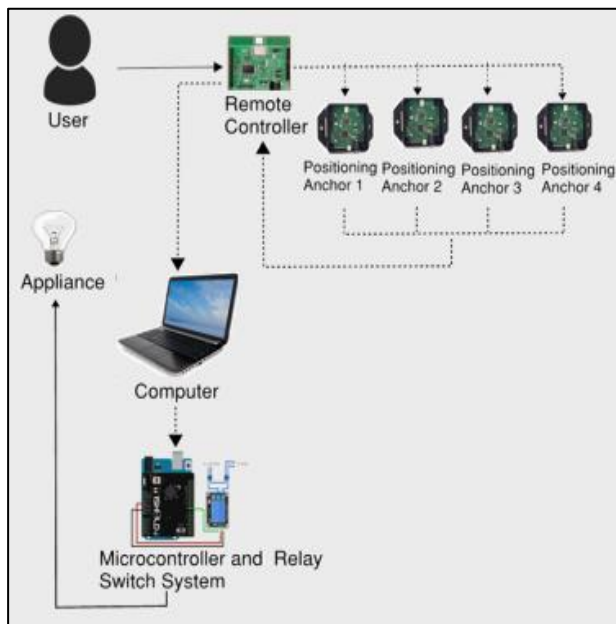 User
Remote
Controller
Positioning
Anchor 1
Positioning
Anchor 2
Positioning
Anchor 3
Positioning
Anchor 4
Appliance
Computer
Microcontroller and Relay
Switch System